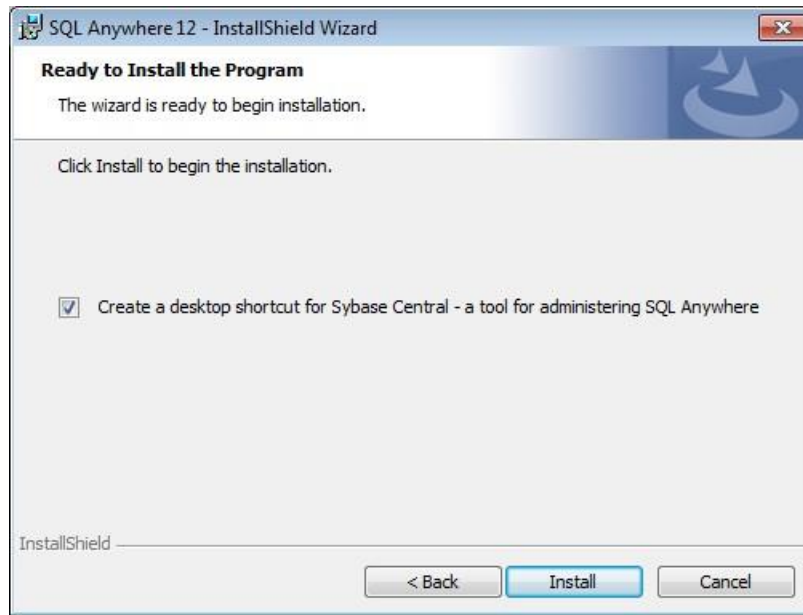 SQL Anywhere 12 - InstallShield Wizard
Ready to Install the Program
The wizard is ready to begin installation.
Click Install to begin the installation.
Create a desktop shortcut for Sybase Central - a tool for administering SQL Anywhere
InstallShield
< Back Install Cancel